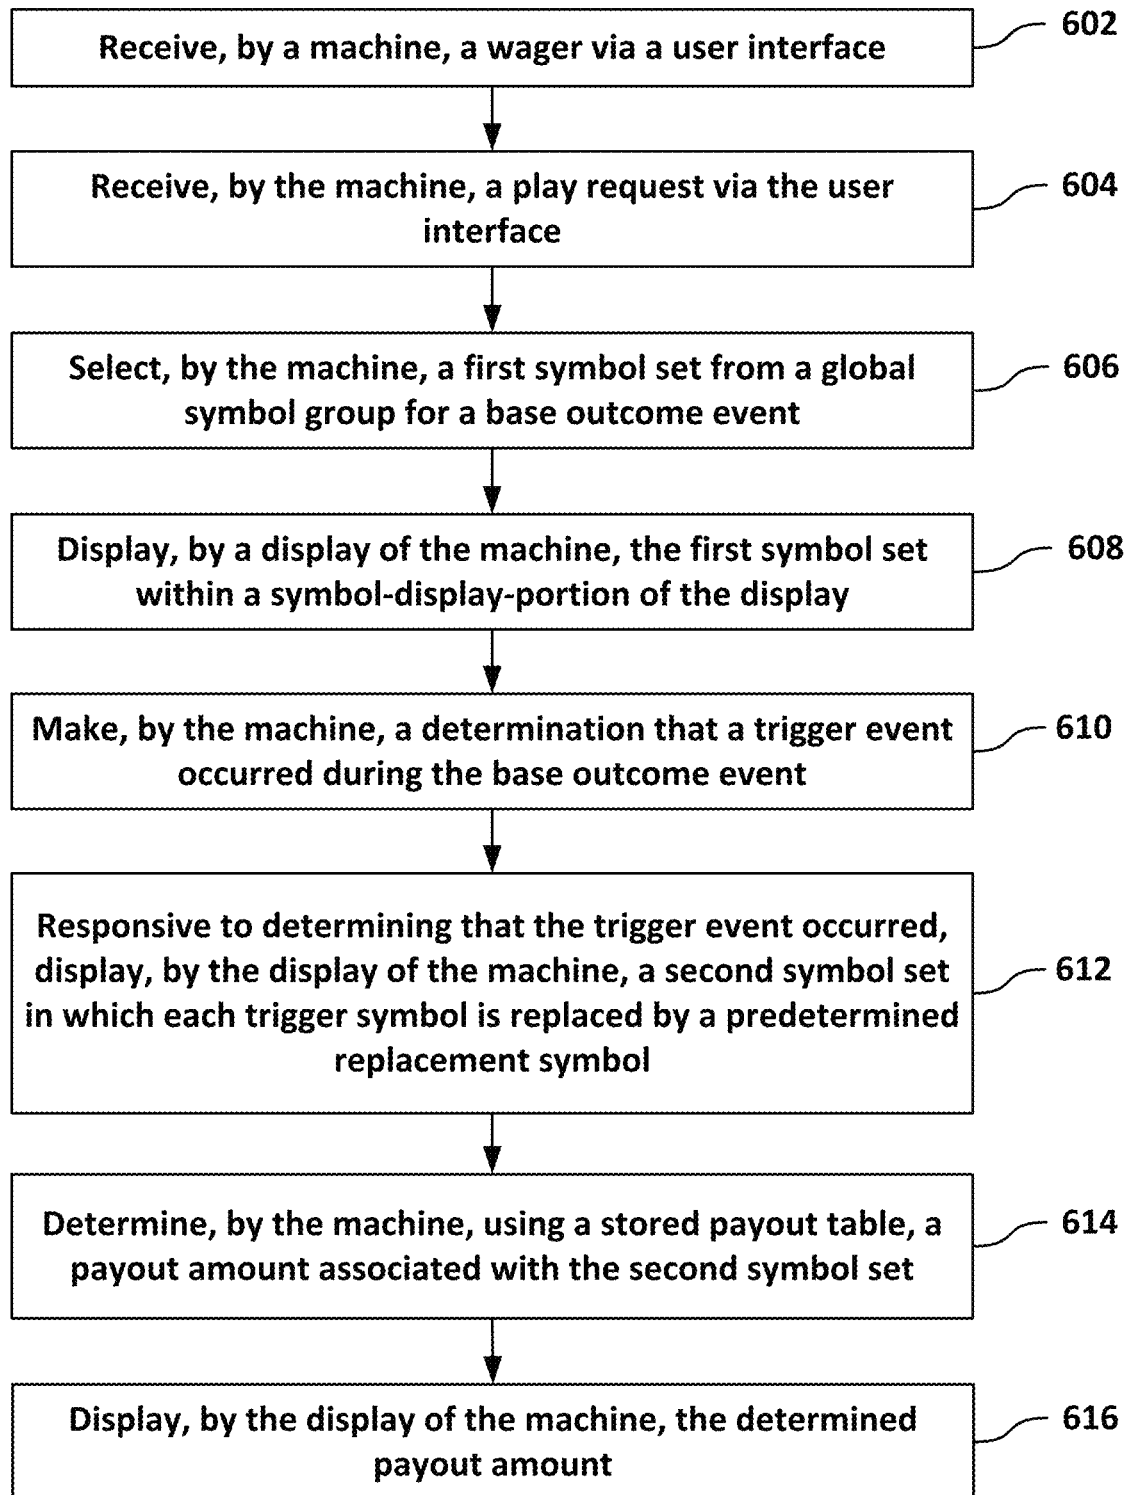 Receive, by a machine, a wager via a user interface
602
Receive, by the machine, a play request via the user
interface
604
Select, by the machine, a first symbol set from a global
symbol group for a base outcome event
606
Display, by a display of the machine, the first symbol set
within a symbol-display-portion of the display
608
Make, by the machine, a determination that a trigger event
occurred during the base outcome event
610
Responsive to determining that the trigger event occurred,
display, by the display of the machine, a second symbol set
in which each trigger symbol is replaced by a predetermined
replacement symbol
612
Determine, by the machine, using a stored payout table, a
payout amount associated with the second symbol set
614
Display, by the display of the machine, the determined
payout amount
616